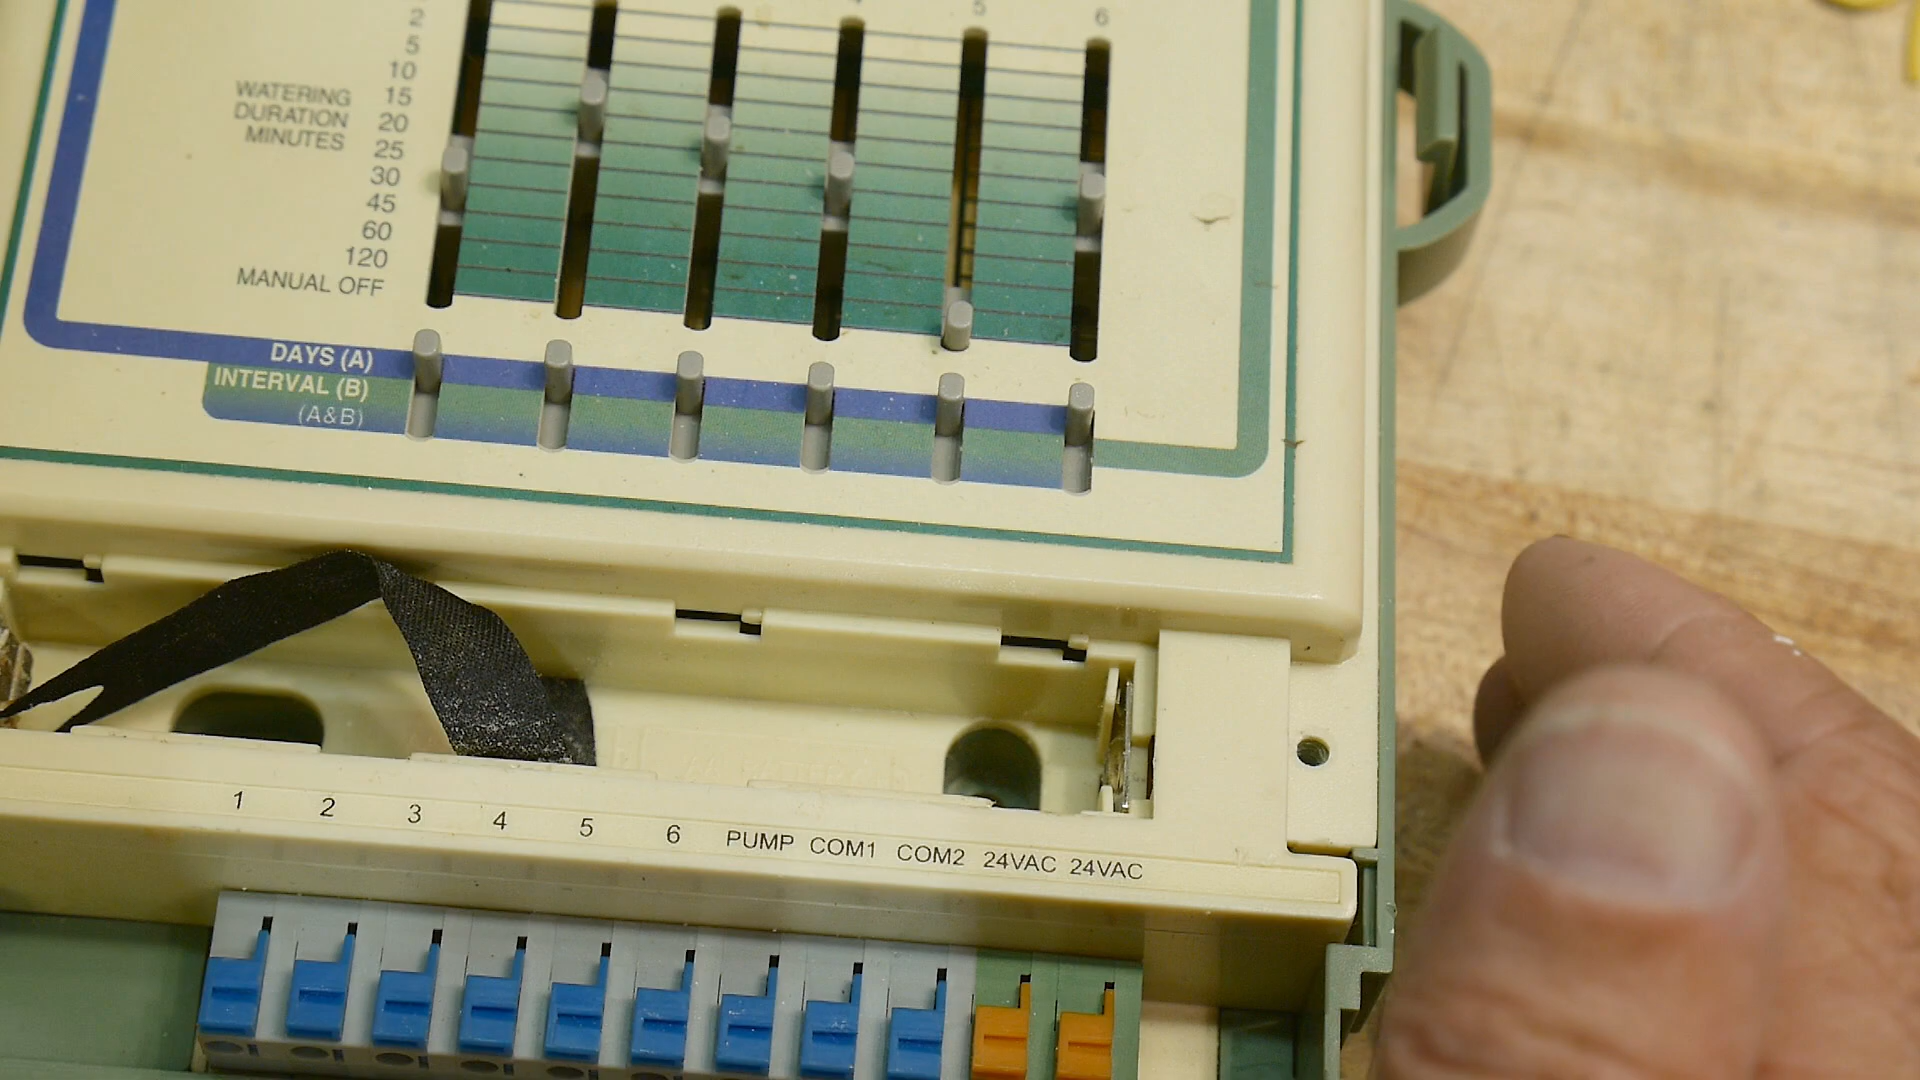 5 6
2
5
10
15
20
25
30
45
60
120
WATERING
DURATION
MINUTES
MANUAL OFF
DAYS (A)
INTERVAL (B)
(A&B)
1 2 3 4 5 6 PUMP COM1 COM2 24VAC 24VAC